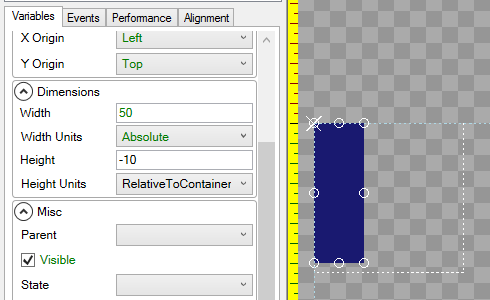 Variables Events Performance Alignment
X Origin Left
Y Origin Top
Dimensions
Width 50
Width Units Absolute
Height -10
Height Units RelativeToContainer
Misc
Parent
Visible
State